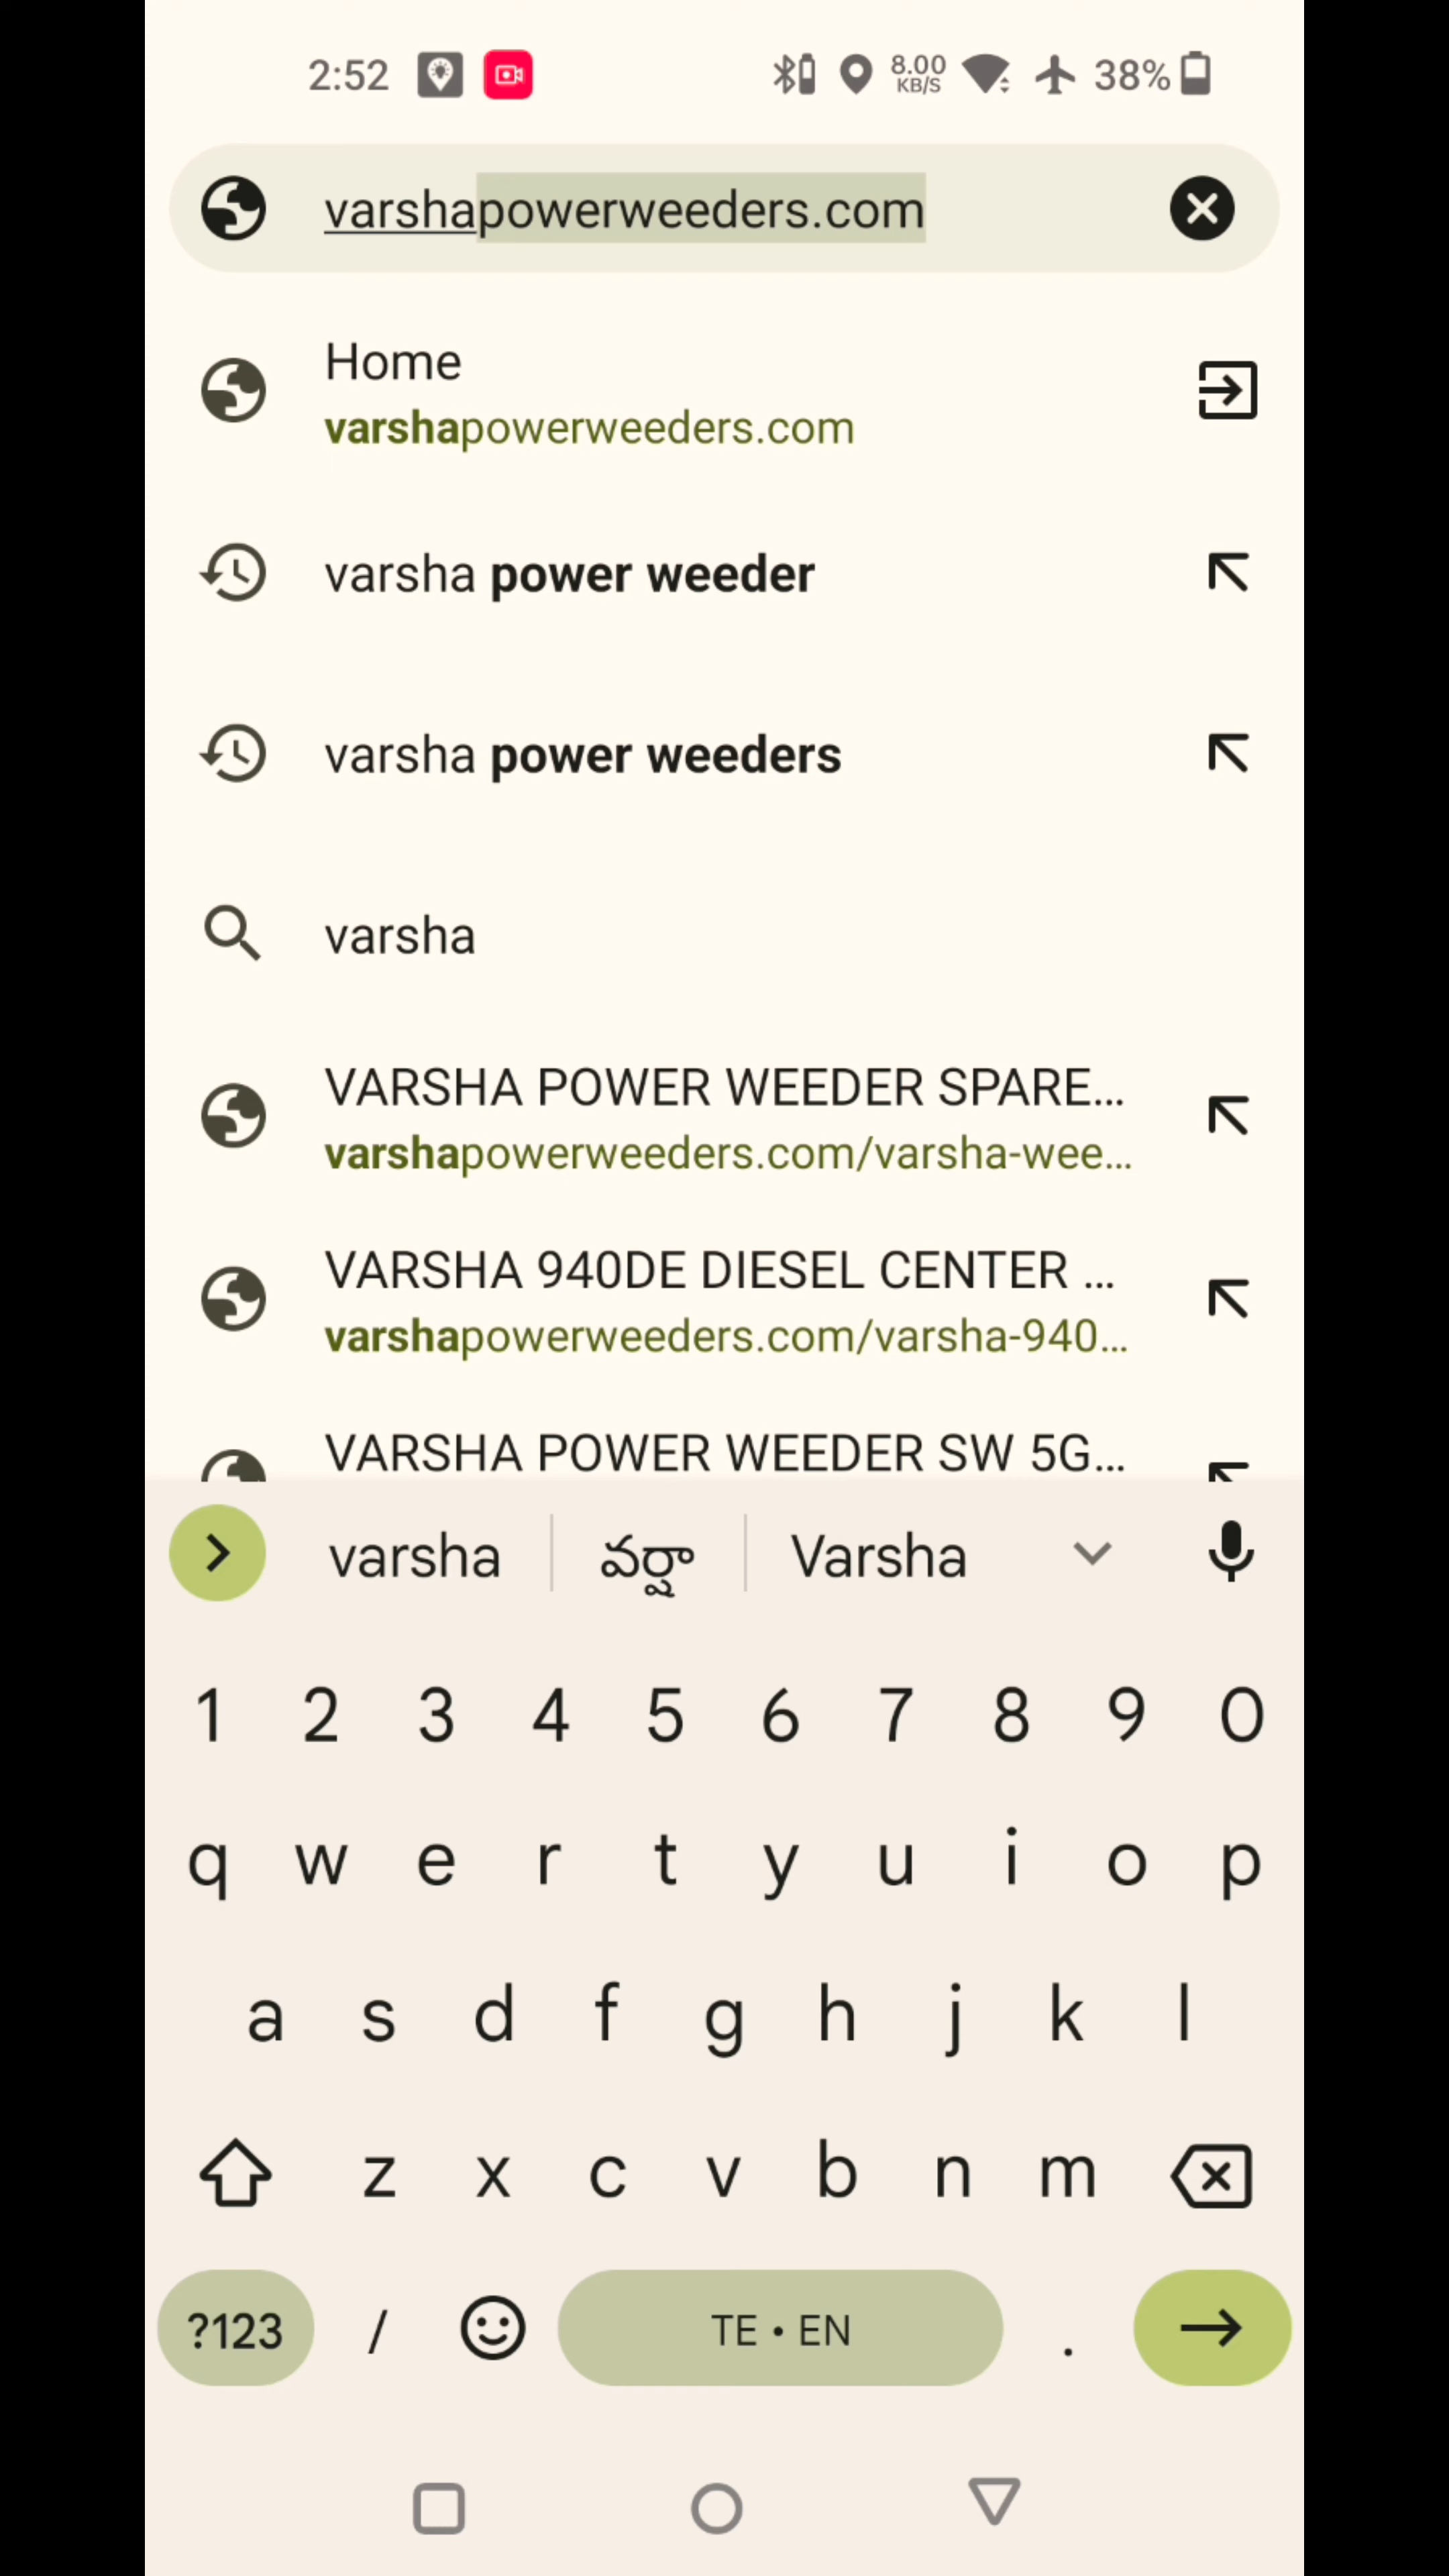 2:52 8.00 KB/S 38%
varshapowerweeders.com
Home
varshapowerweeders.com
varsha power weeder
varsha power weeders
varsha
VARSHA POWER WEEDER SPARE...
varshapowerweeders.com/varsha-wee...
VARSHA 940DE DIESEL CENTER ...
varshapowerweeders.com/varsha-940...
VARSHA POWER WEEDER SW 5G...
varsha వర్షా Varsha
1 2 3 4 5 6 7 8 9 0
q w e r t y u i o p
a s d f g h j k l
z x c v b n m
?123 / TE • EN .